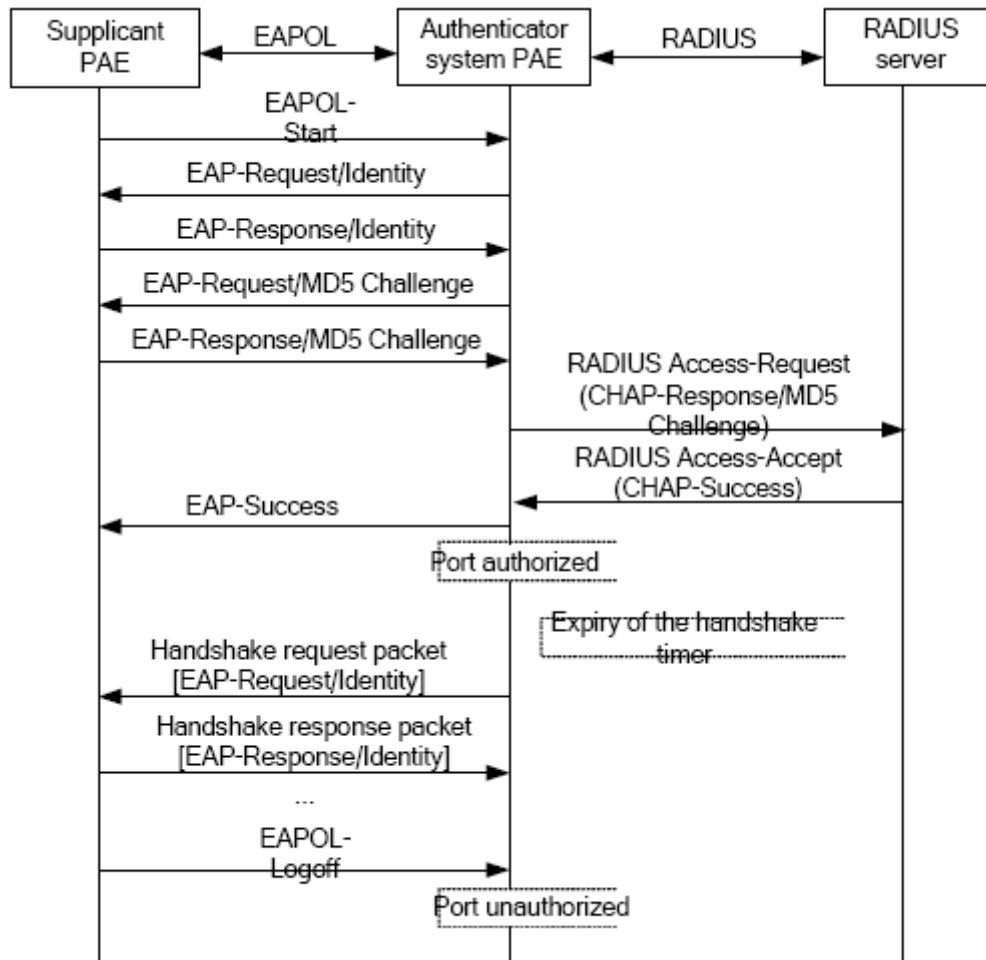 Supplicant
PAE
EAPOL
Authenticator
system PAE
RADIUS
RADIUS
server
EAPOL-
Start
EAP-Request/Identity
EAP-Response/Identity
EAP-Request/MD5 Challenge
EAP-Response/MD5 Challenge
RADIUS Access-Request
(CHAP-Response/MD5
Challenge)
RADIUS Access-Accept
(CHAP-Success)
EAP-Success
Port authorized
Expiry of the handshake
timer
Handshake request packet
[EAP-Request/Identity]
Handshake response packet
[EAP-Response/Identity]
...
EAPOL-
Logoff
Port unauthorized